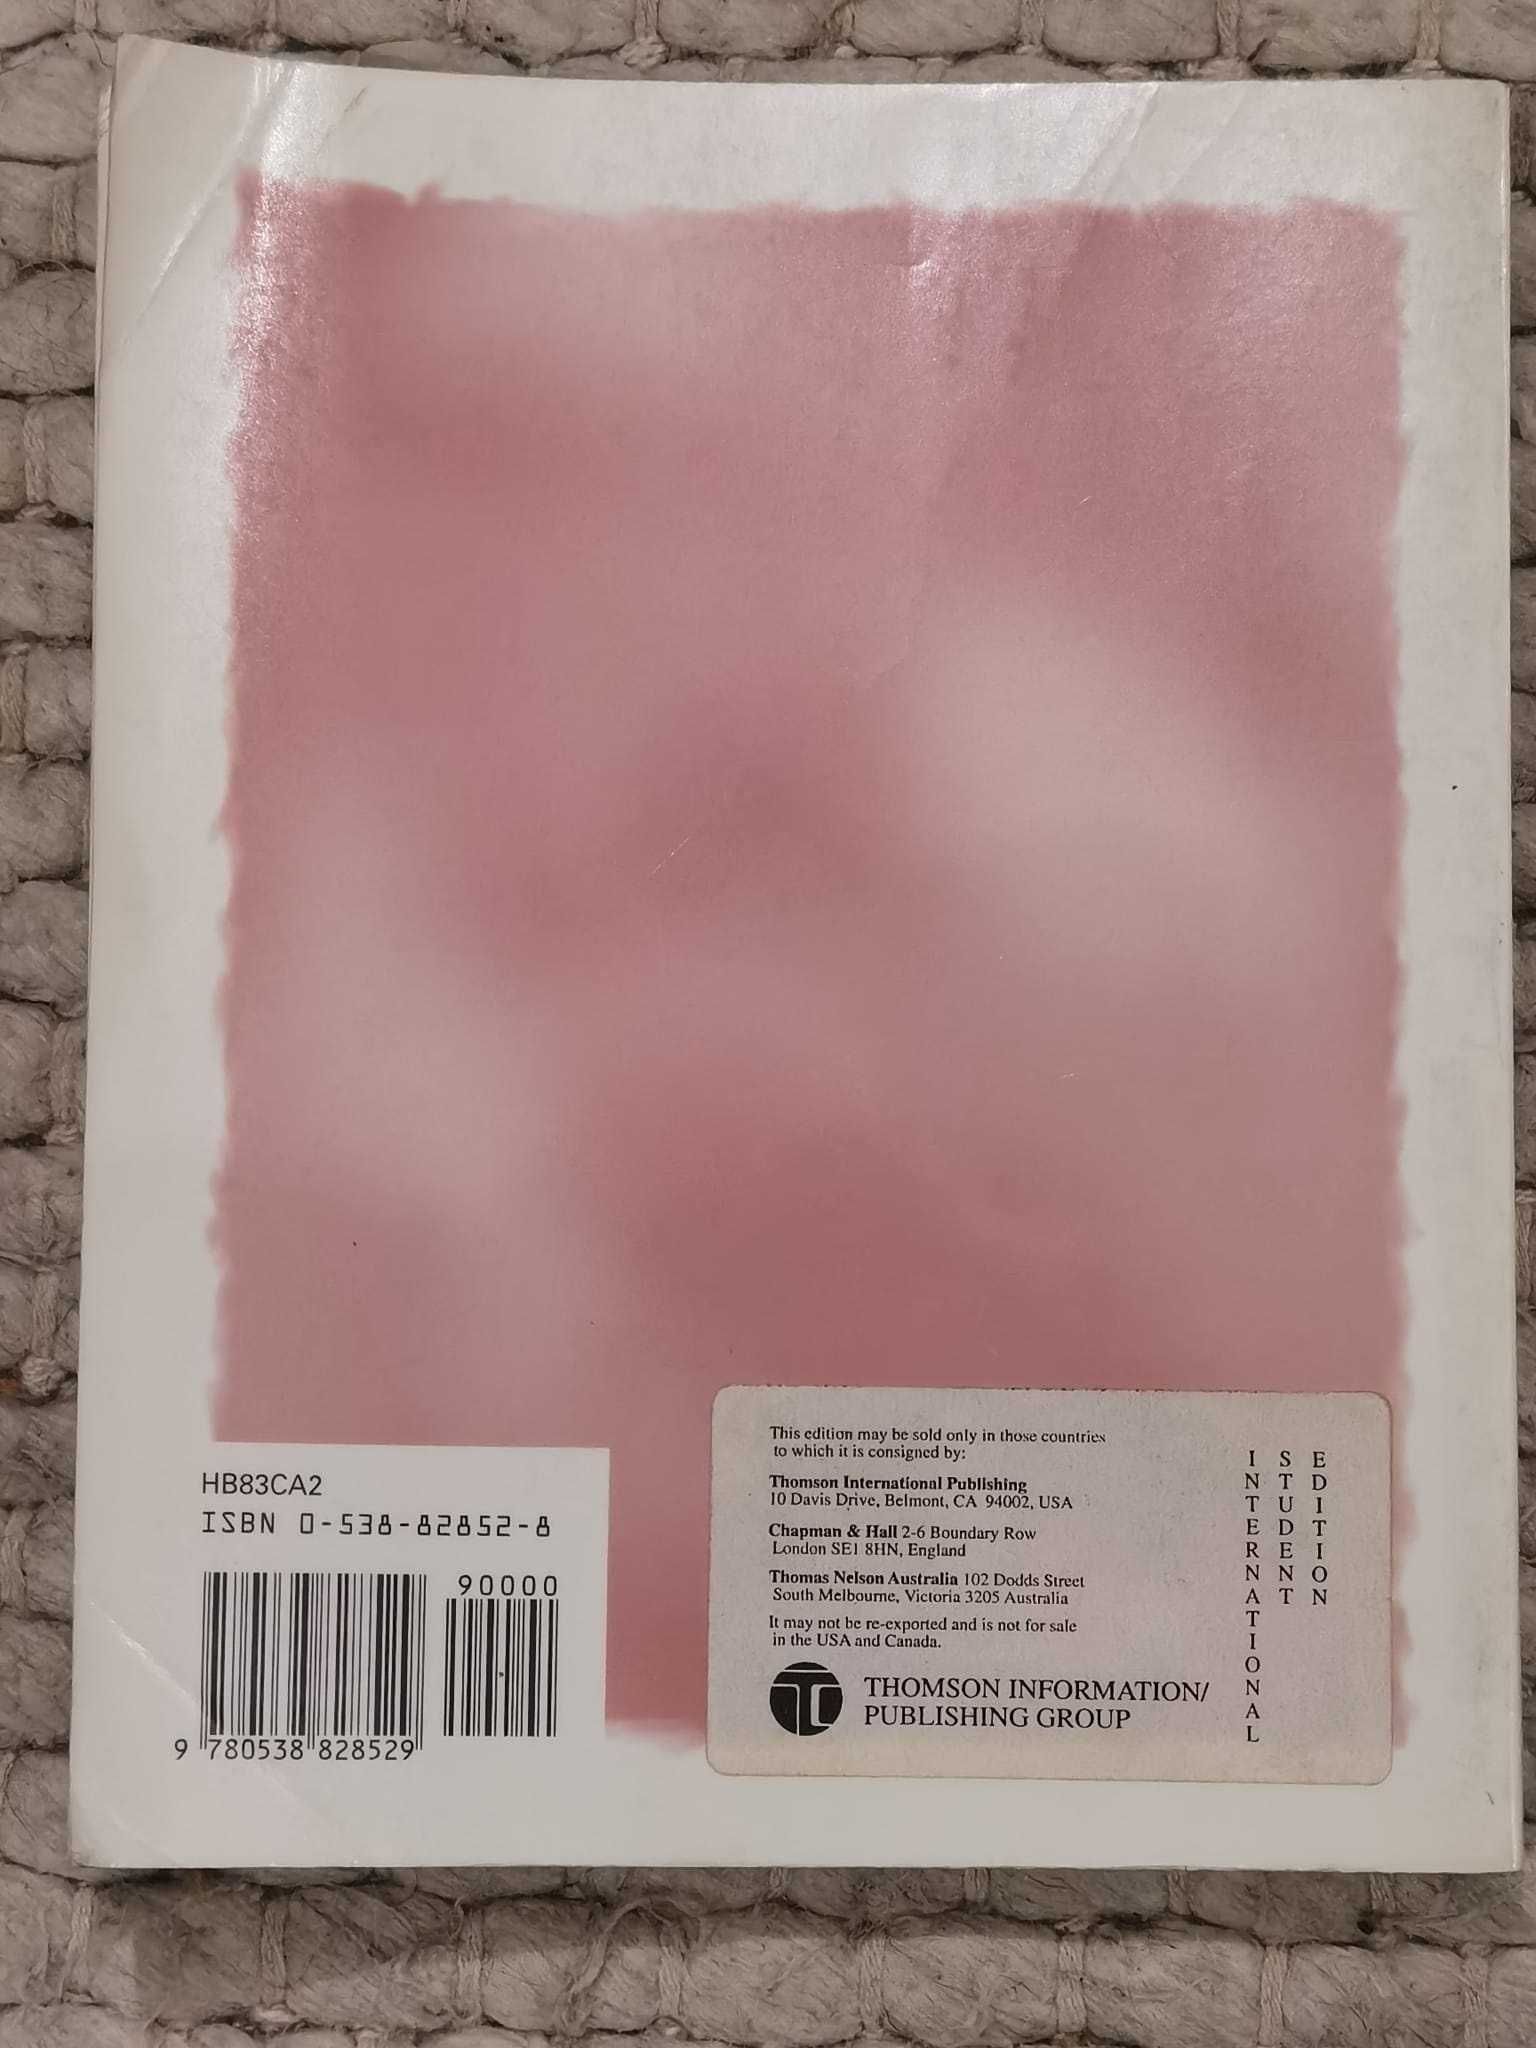 HB83CA2
ISBN 0-538-82852-8
90000
9 780538 828529
This edition may be sold only in those countries
to which it is consigned by:
Thomson International Publishing
10 Davis Drive, Belmont, CA 94002, USA
Chapman & Hall 2-6 Boundary Row
London SE1 8HN, England
Thomas Nelson Australia 102 Dodds Street
South Melbourne, Victoria 3205 Australia
It may not be re-exported and is not for sale
in the USA and Canada.
THOMSON INFORMATION/
PUBLISHING GROUP
INTERNATIONAL
STUDENT
EDITION